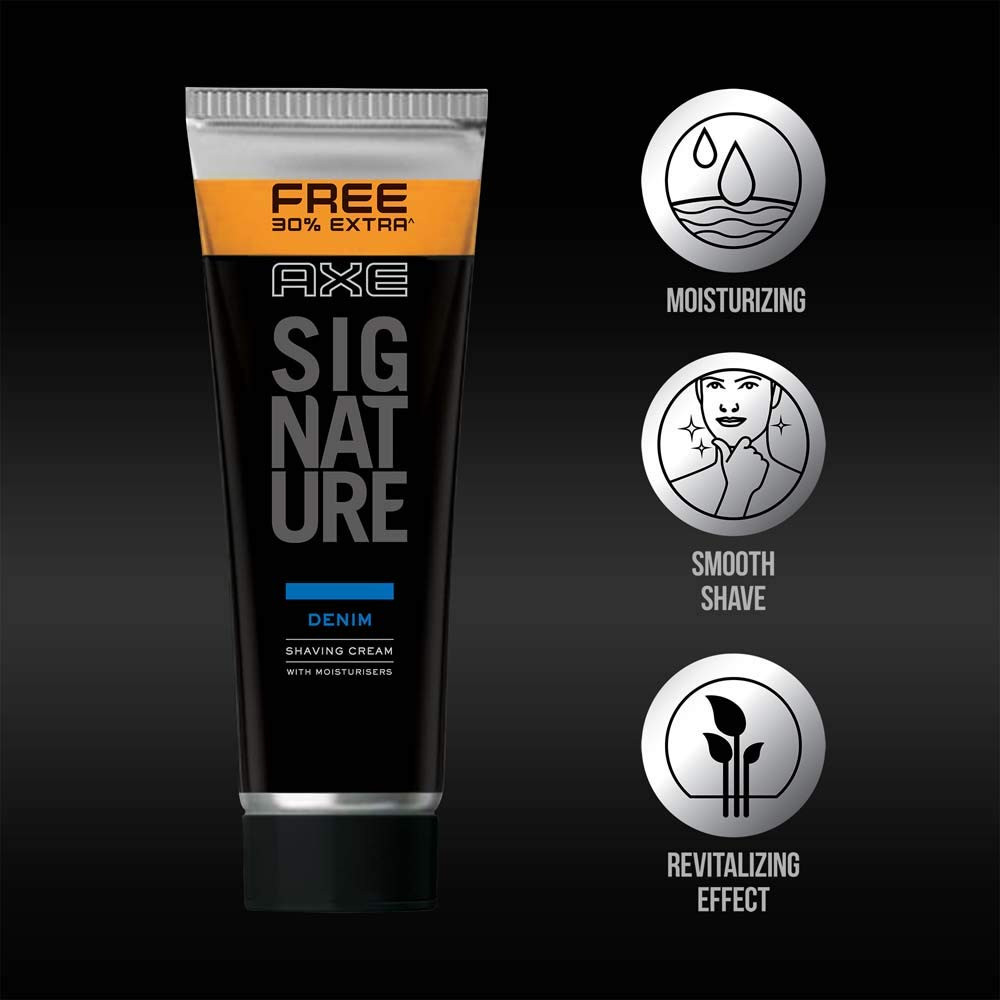 FREE
30% EXTRA^
AXE
SIG
NAT
URE
DENIM
SHAVING CREAM
WITH MOISTURISERS
MOISTURIZING
SMOOTH
SHAVE
REVITALIZING
EFFECT